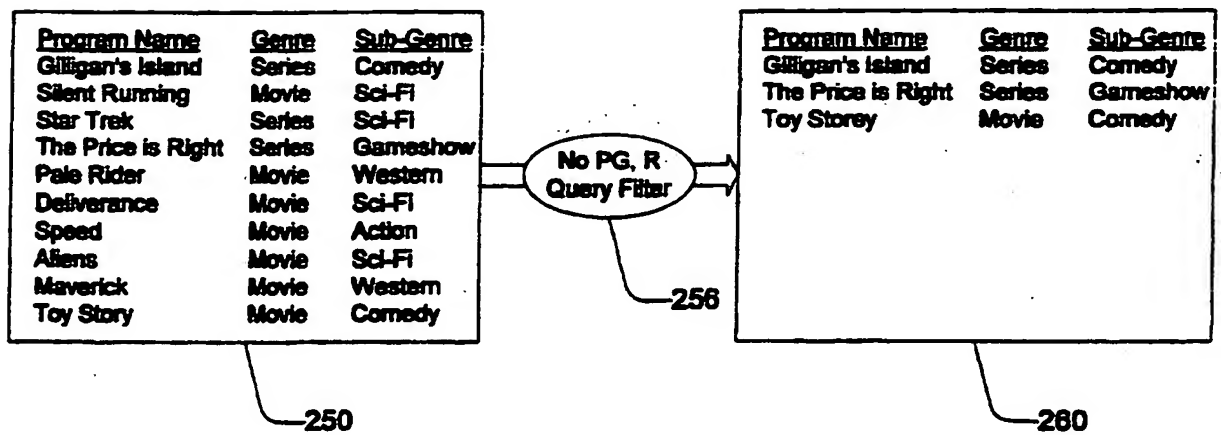 Program Name Genre Sub-Genre
Gilligan's Island Series Comedy
Silent Running Movie Sci-Fi
Star Trek Series Sci-Fi
The Price is Right Series Gameshow
Pale Rider Movie Western
Deliverance Movie Sci-Fi
Speed Movie Action
Aliens Movie Sci-Fi
Maverick Movie Western
Toy Story Movie Comedy
250
No PG, R
Query Filter
256
Program Name Genre Sub-Genre
Gilligan's Island Series Comedy
The Price is Right Series Gameshow
Toy Storey Movie Comedy
260